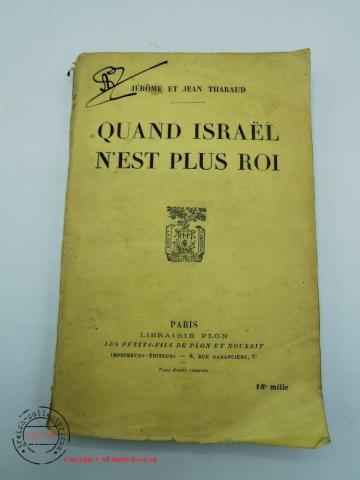 JÉRÔME ET JEAN THARAUD
QUAND ISRAËL
N'EST PLUS ROI
PARIS
LIBRAIRIE PLON
LES PETITS-FILS DE PLON ET NOURRIT
IMPRIMEURS-ÉDITEURS — 8, RUE GARANCIÈRE, 6e
Tous droits réservés
18e mille
Copyright © All Rights Reserved